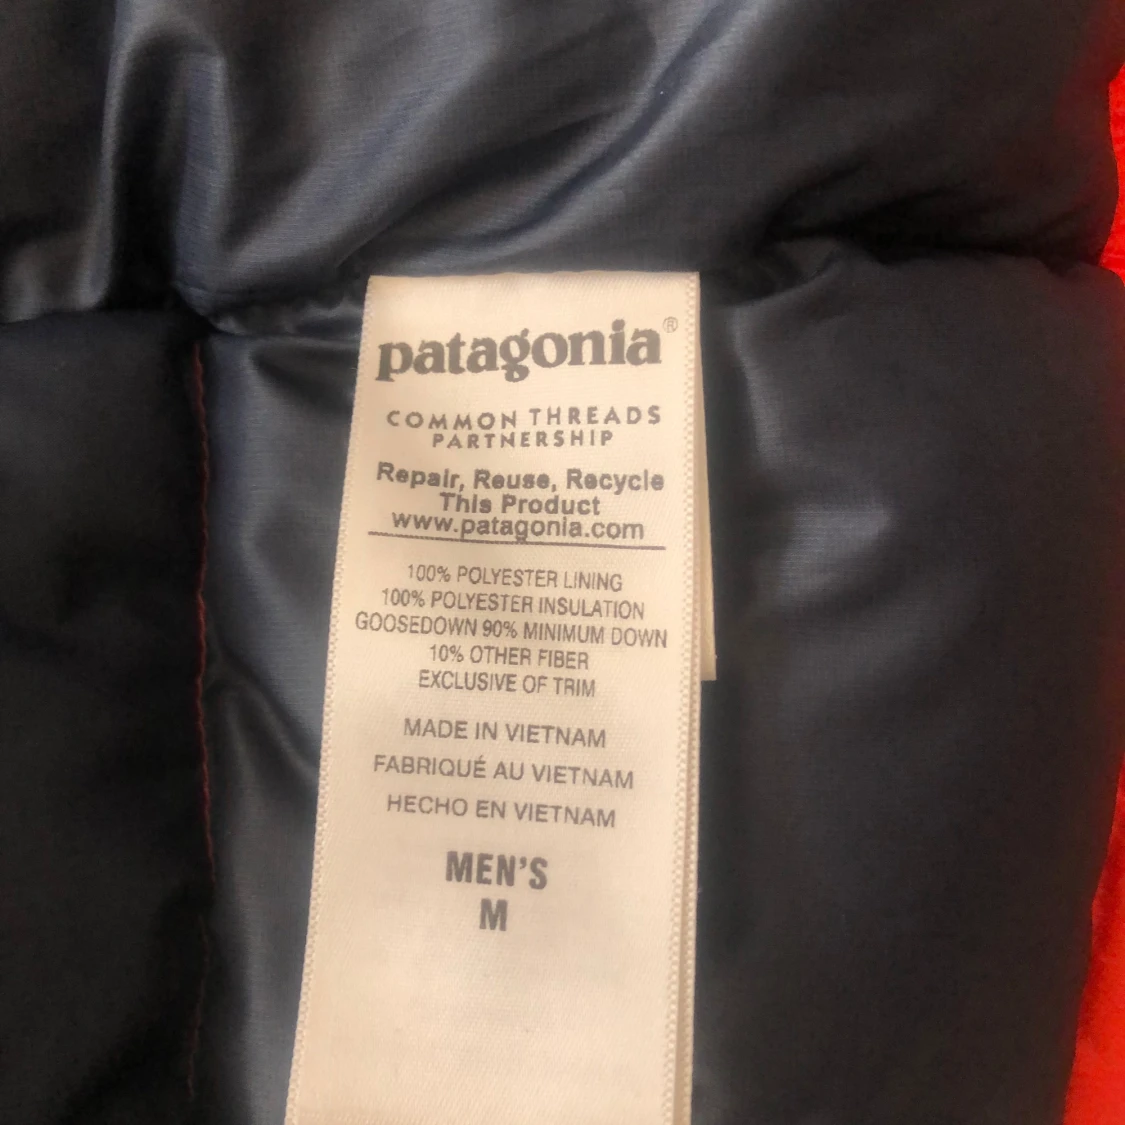 patagonia®
COMMON THREADS
PARTNERSHIP
Repair, Reuse, Recycle
This Product
www.patagonia.com
100% POLYESTER LINING
100% POLYESTER INSULATION
GOOSEDOWN 90% MINIMUM DOWN
10% OTHER FIBER
EXCLUSIVE OF TRIM
MADE IN VIETNAM
FABRIQUÉ AU VIETNAM
HECHO EN VIETNAM
MEN'S
M